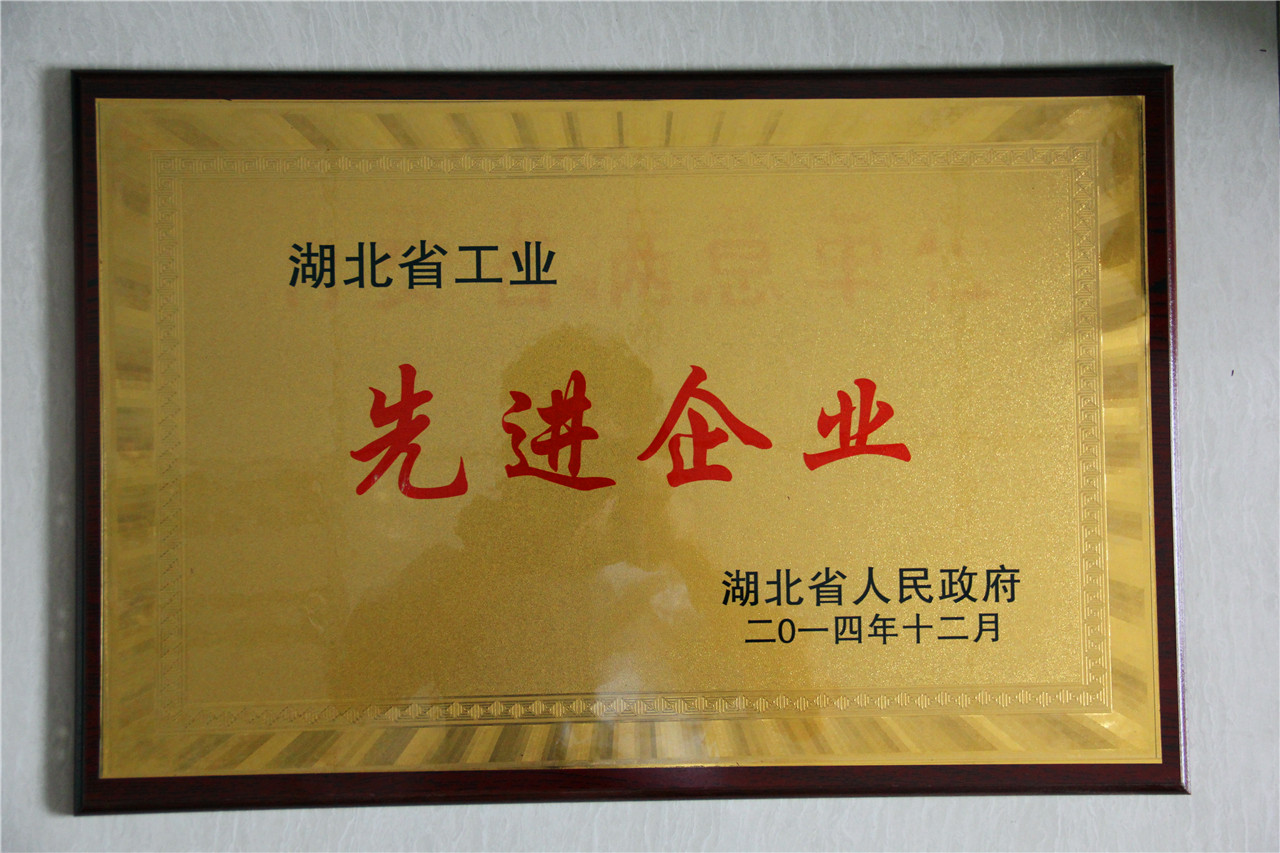 湖北省工业
先进企业
湖北省人民政府
二0一四年十二月